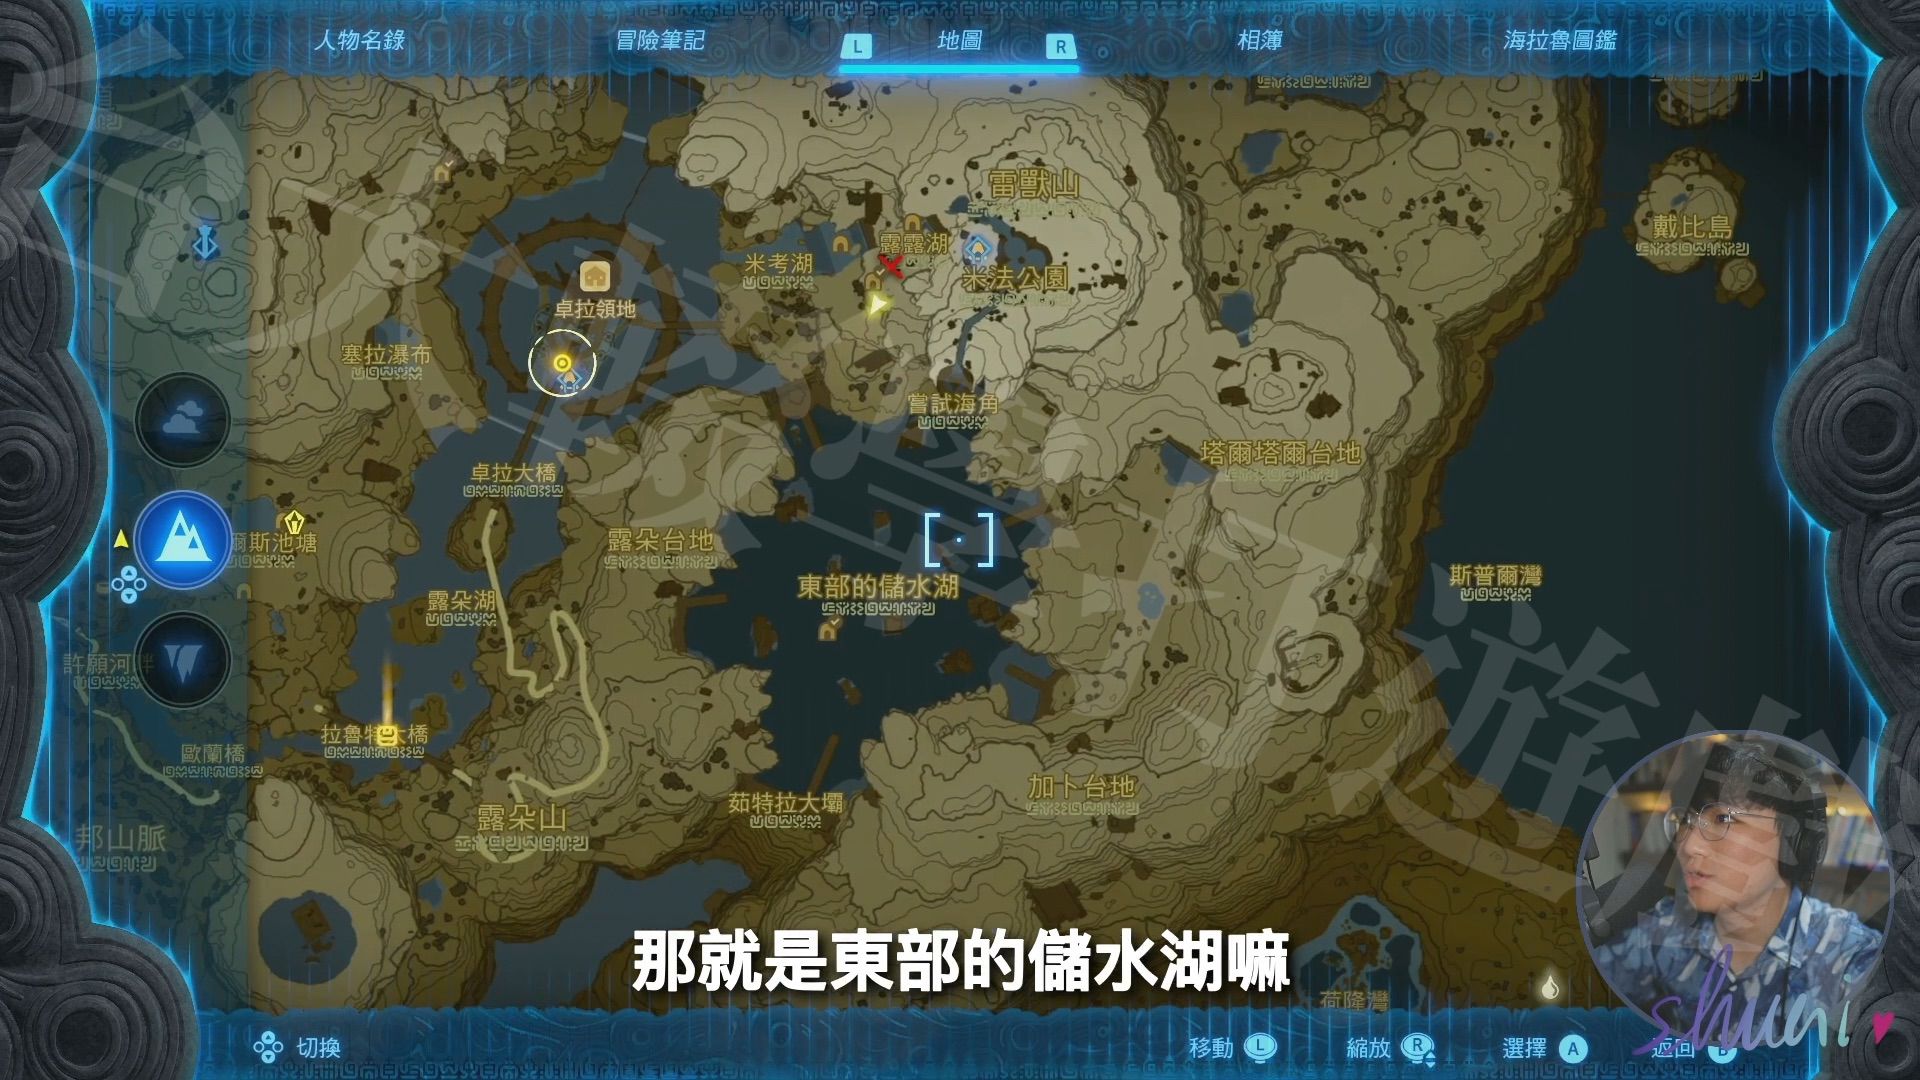 人物名錄
冒險筆記
L
地圖
R
相簿
海拉魯圖鑑
雷獸山
戴比島
露露湖
米考湖
米法公園
卓拉領地
塞拉瀑布
嘗試海角
塔爾塔爾台地
卓拉大橋
爾斯池塘
露朵台地
斯普爾灣
東部的儲水湖
露朵湖
許願河畔
拉魯特大橋
歐蘭橋
加卜台地
茹特拉大壩
露朵山
邦山脈
那就是東部的儲水湖嘛
荷隆灣
shuni
切換
移動 L
縮放 R
選擇 A
返回 B